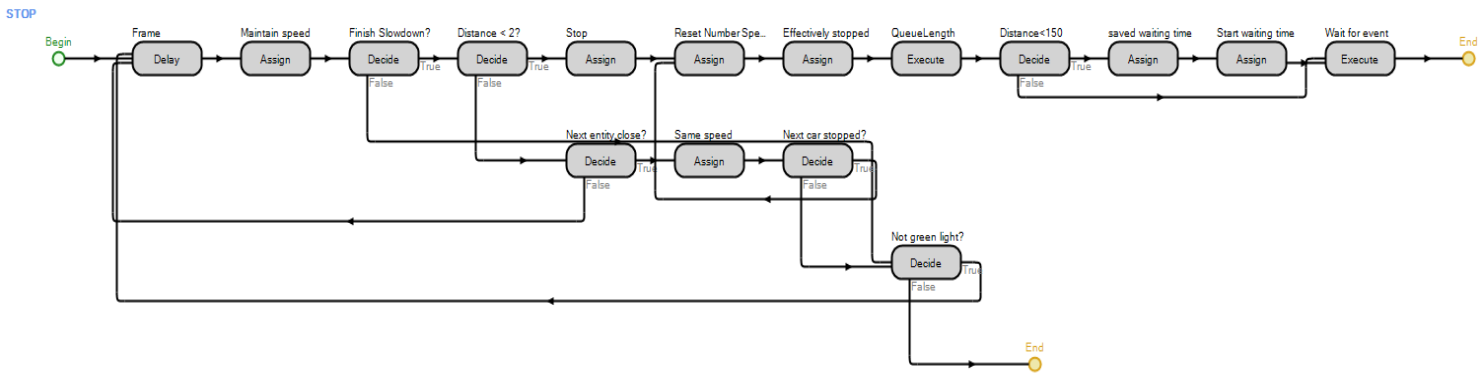 STOP
Begin
Frame
Delay
Maintain speed
Assign
Finish Slowdown?
Decide
True
False
Distance < 2?
Decide
True
False
Stop
Assign
Reset Number Spe...
Assign
Effectively stopped
Assign
QueueLength
Execute
Distance<150
Decide
True
False
saved waiting time
Assign
Start waiting time
Assign
Wait for event
Execute
End
Next entity close?
Decide
True
False
Same speed
Assign
Next car stopped?
Decide
True
False
Not green light?
Decide
True
False
End